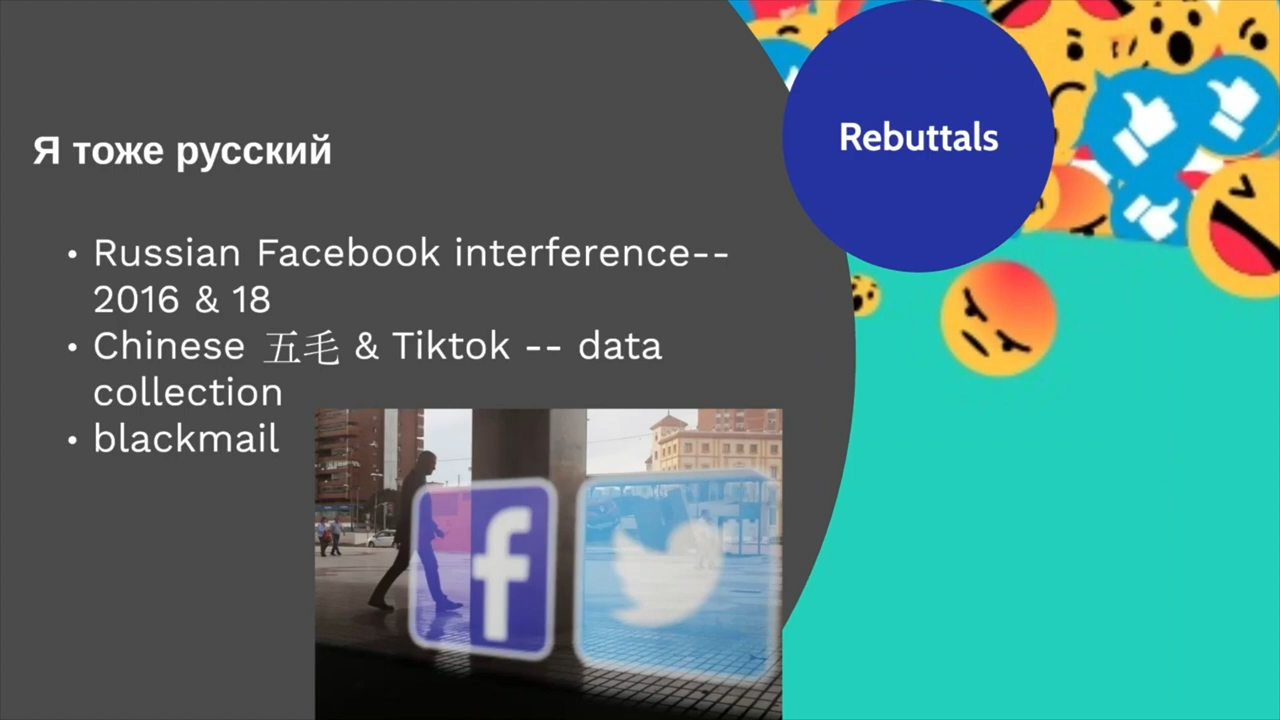 Rebuttals
Я тоже русский
• Russian Facebook interference--
2016 & 18
• Chinese 五毛 & Tiktok -- data
collection
• blackmail
f